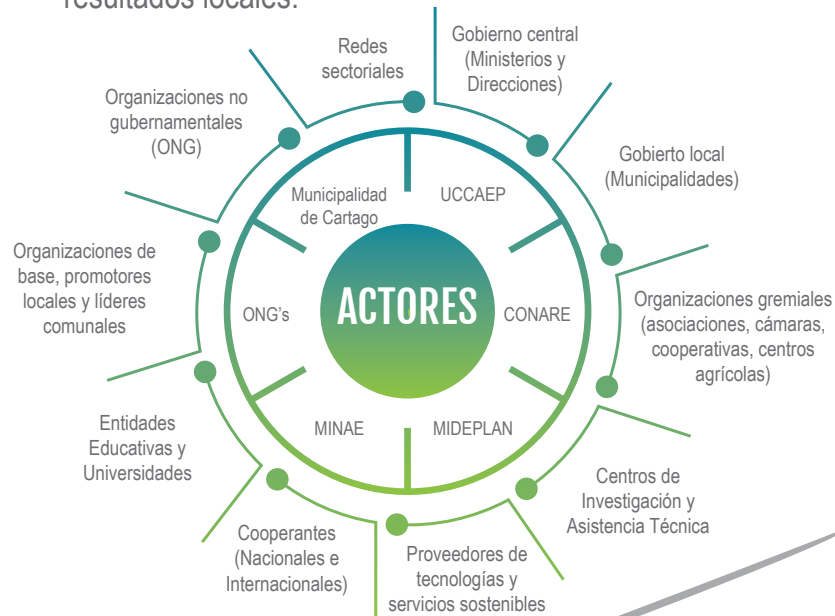 resultados locales.
Redes
sectoriales
Gobierno central
(Ministerios y
Direcciones)
Organizaciones no
gubernamentales
(ONG)
Gobierto local
(Municipalidades)
Municipalidad
de Cartago
UCCAEP
Organizaciones de
base, promotores
locales y líderes
comunales
ONG's
ACTORES
CONARE
Organizaciones gremiales
(asociaciones, cámaras,
cooperativas, centros
agrícolas)
MINAE
MIDEPLAN
Entidades
Educativas y
Universidades
Centros de
Investigación y
Asistencia Técnica
Cooperantes
(Nacionales e
Internacionales)
Proveedores de
tecnologías y
servicios sostenibles